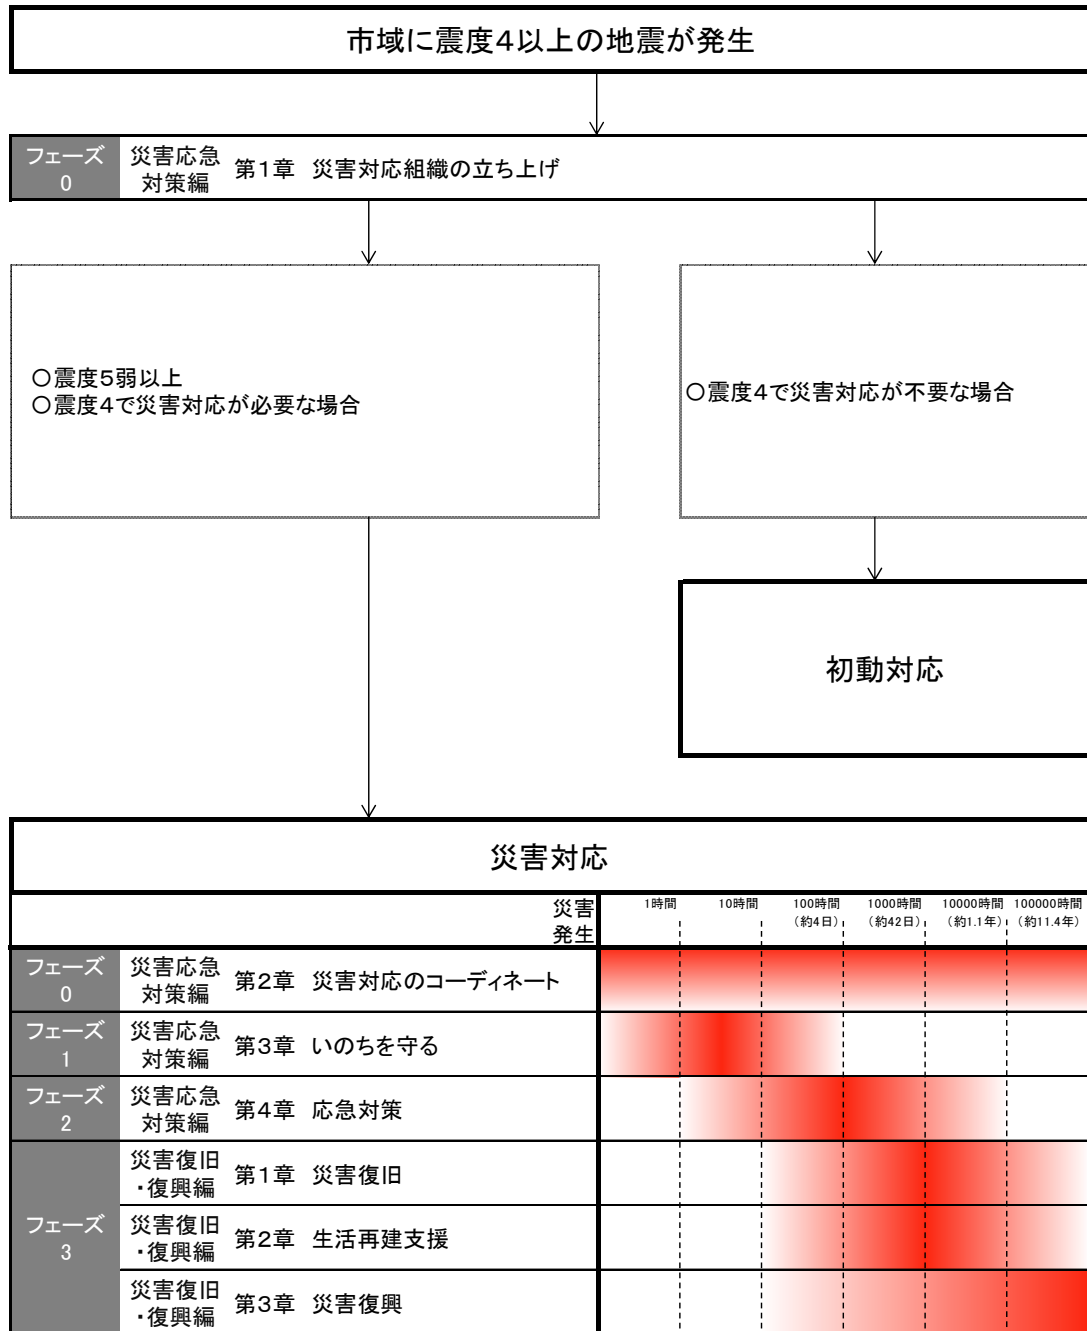 市域に震度4以上の地震が発生
フェーズ
0
災害応急
対策編
第1章 災害対応組織の立ち上げ
○震度5弱以上
○震度4で災害対応が必要な場合
○震度4で災害対応が不要な場合
初動対応
災害対応
災害
発生
1時間
10時間
100時間
(約4日)
1000時間
(約42日)
10000時間
(約1.1年)
100000時間
(約11.4年)
フェーズ
0
災害応急
対策編
第2章 災害対応のコーディネート
フェーズ
1
災害応急
対策編
第3章 いのちを守る
フェーズ
2
災害応急
対策編
第4章 応急対策
フェーズ
3
災害復旧
・復興編
第1章 災害復旧
災害復旧
・復興編
第2章 生活再建支援
災害復旧
・復興編
第3章 災害復興